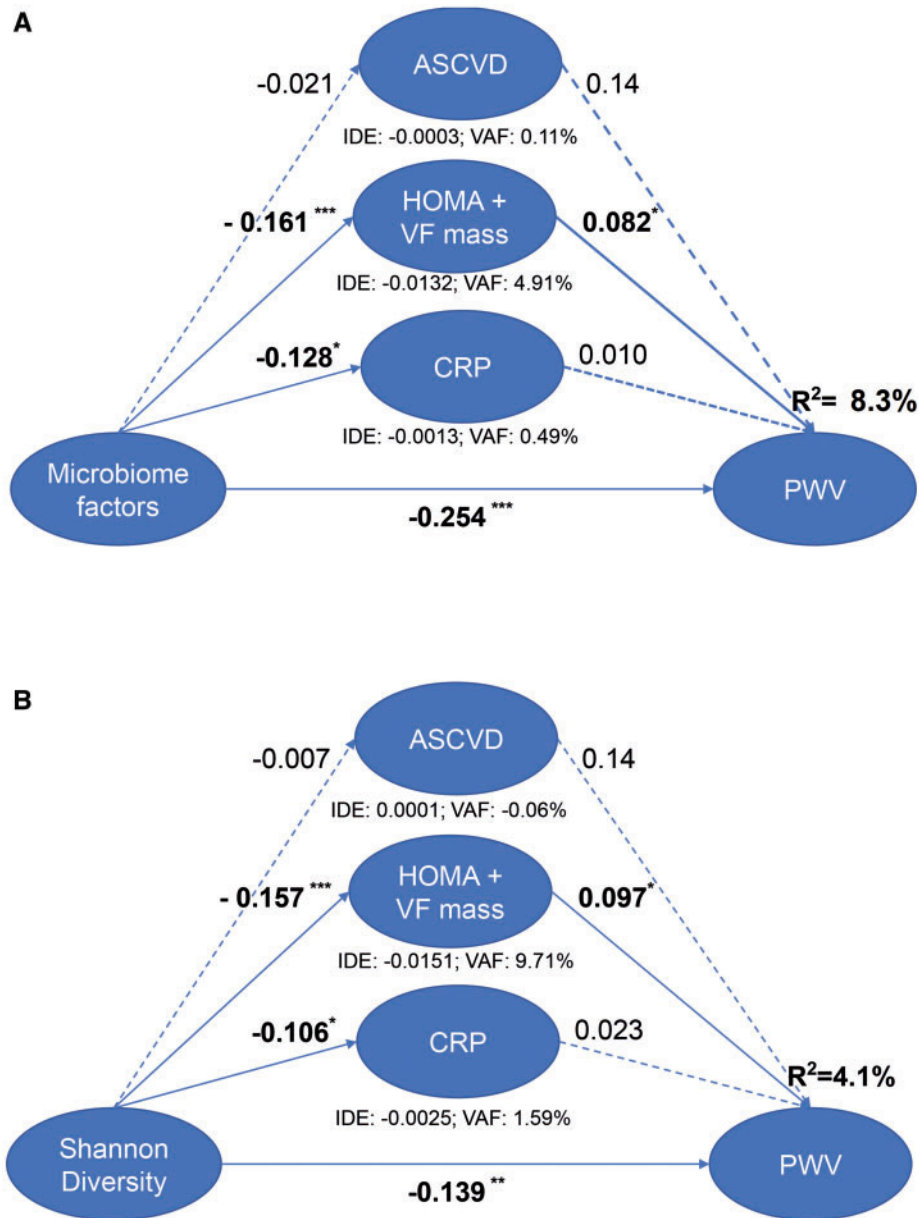 A
ASCVD
-0.021
0.14
IDE: -0.0003; VAF: 0.11%
HOMA +
VF mass
- 0.161 ***
0.082*
IDE: -0.0132; VAF: 4.91%
CRP
-0.128*
0.010
IDE: -0.0013; VAF: 0.49%
R²= 8.3%
Microbiome
factors
PWV
-0.254 ***
B
ASCVD
-0.007
0.14
IDE: 0.0001; VAF: -0.06%
HOMA +
VF mass
- 0.157 ***
0.097*
IDE: -0.0151; VAF: 9.71%
CRP
-0.106*
0.023
IDE: -0.0025; VAF: 1.59%
R²=4.1%
Shannon
Diversity
PWV
-0.139 **